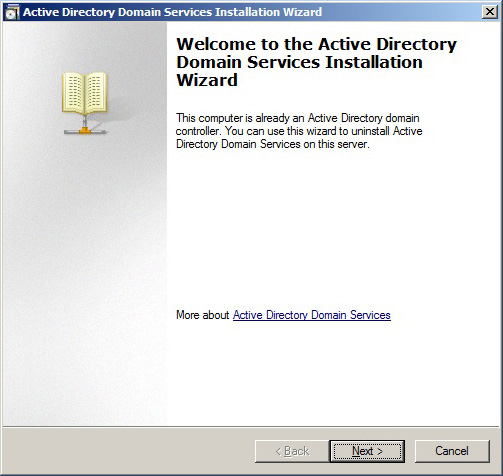 Active Directory Domain Services Installation Wizard
Welcome to the Active Directory
Domain Services Installation
Wizard
This computer is already an Active Directory domain
controller. You can use this wizard to uninstall Active
Directory Domain Services on this server.
More about Active Directory Domain Services
< Back
Next >
Cancel